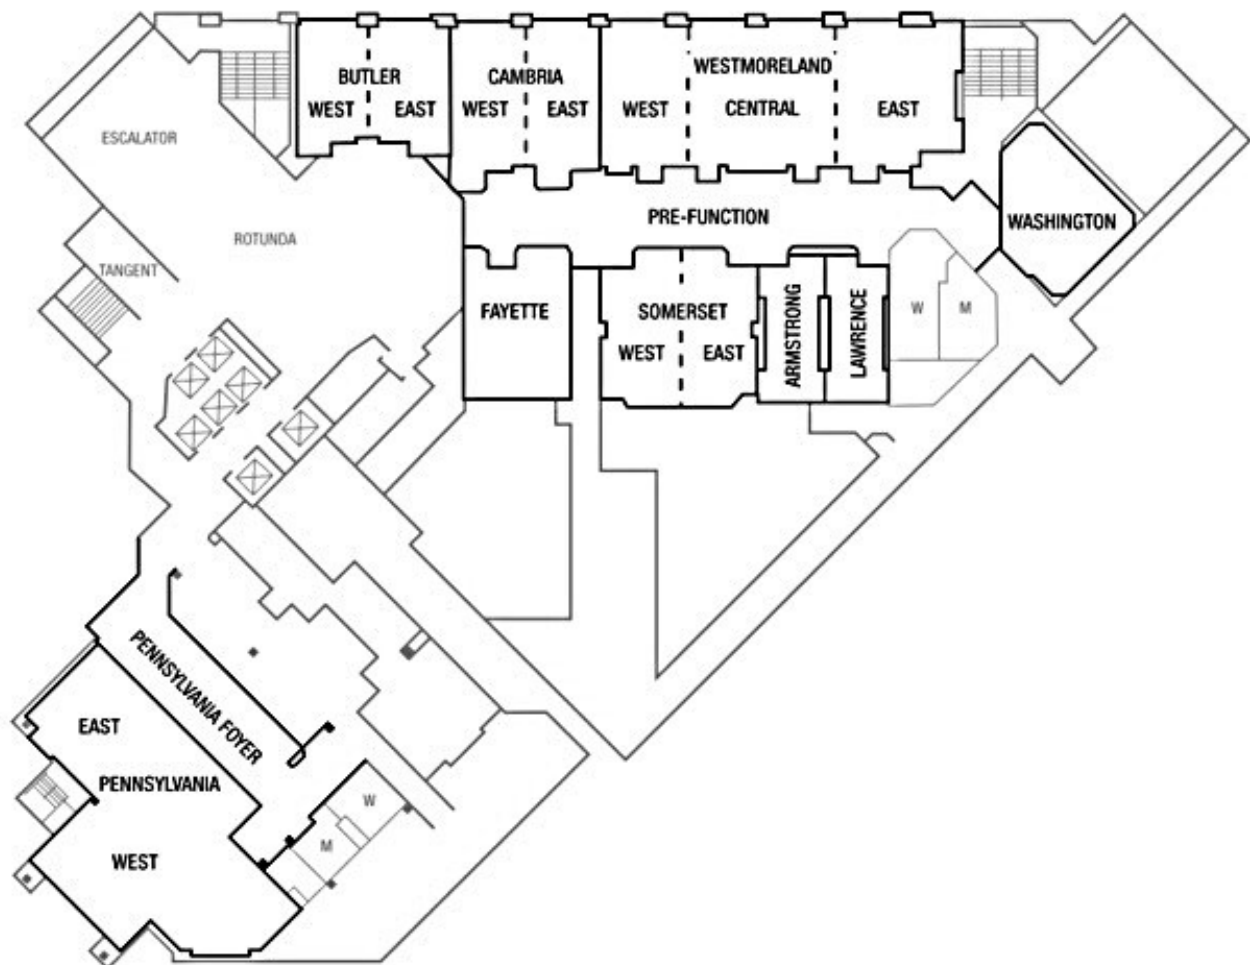 BUTLER
WEST
EAST
CAMBRIA
WEST
EAST
WESTMORELAND
WEST
CENTRAL
EAST
ESCALATOR
ROTUNDA
TANGENT
PRE-FUNCTION
WASHINGTON
FAYETTE
SOMERSET
WEST
EAST
ARMSTRONG
LAWRENCE
W
M
PENNSYLVANIA FOYER
EAST
PENNSYLVANIA
WEST
W
M